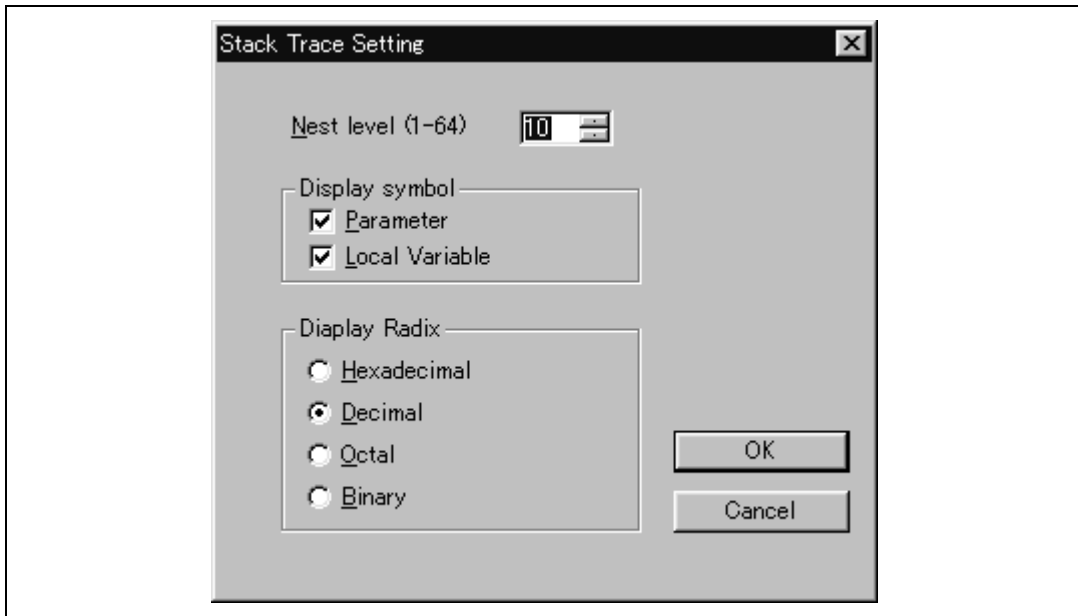 Stack Trace Setting
Nest level (1-64) 10
Display symbol
Parameter
Local Variable
Diaplay Radix
Hexadecimal
Decimal
Octal
Binary
OK
Cancel